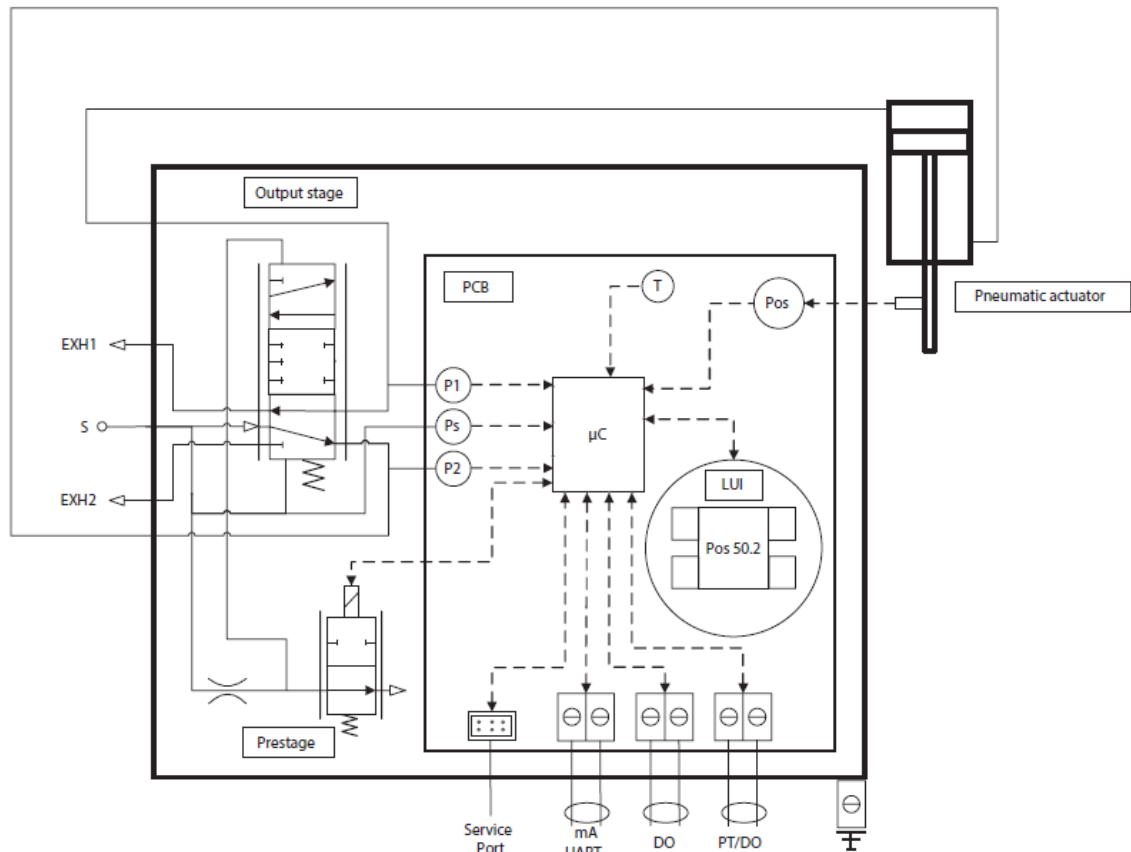 Output stage
PCB
T
Pos
Pneumatic actuator
EXH1
P1
S
Ps
µC
EXH2
P2
LUI
Pos 50.2
Prestage
Service
Port
mA
UART
DO
PT/DO